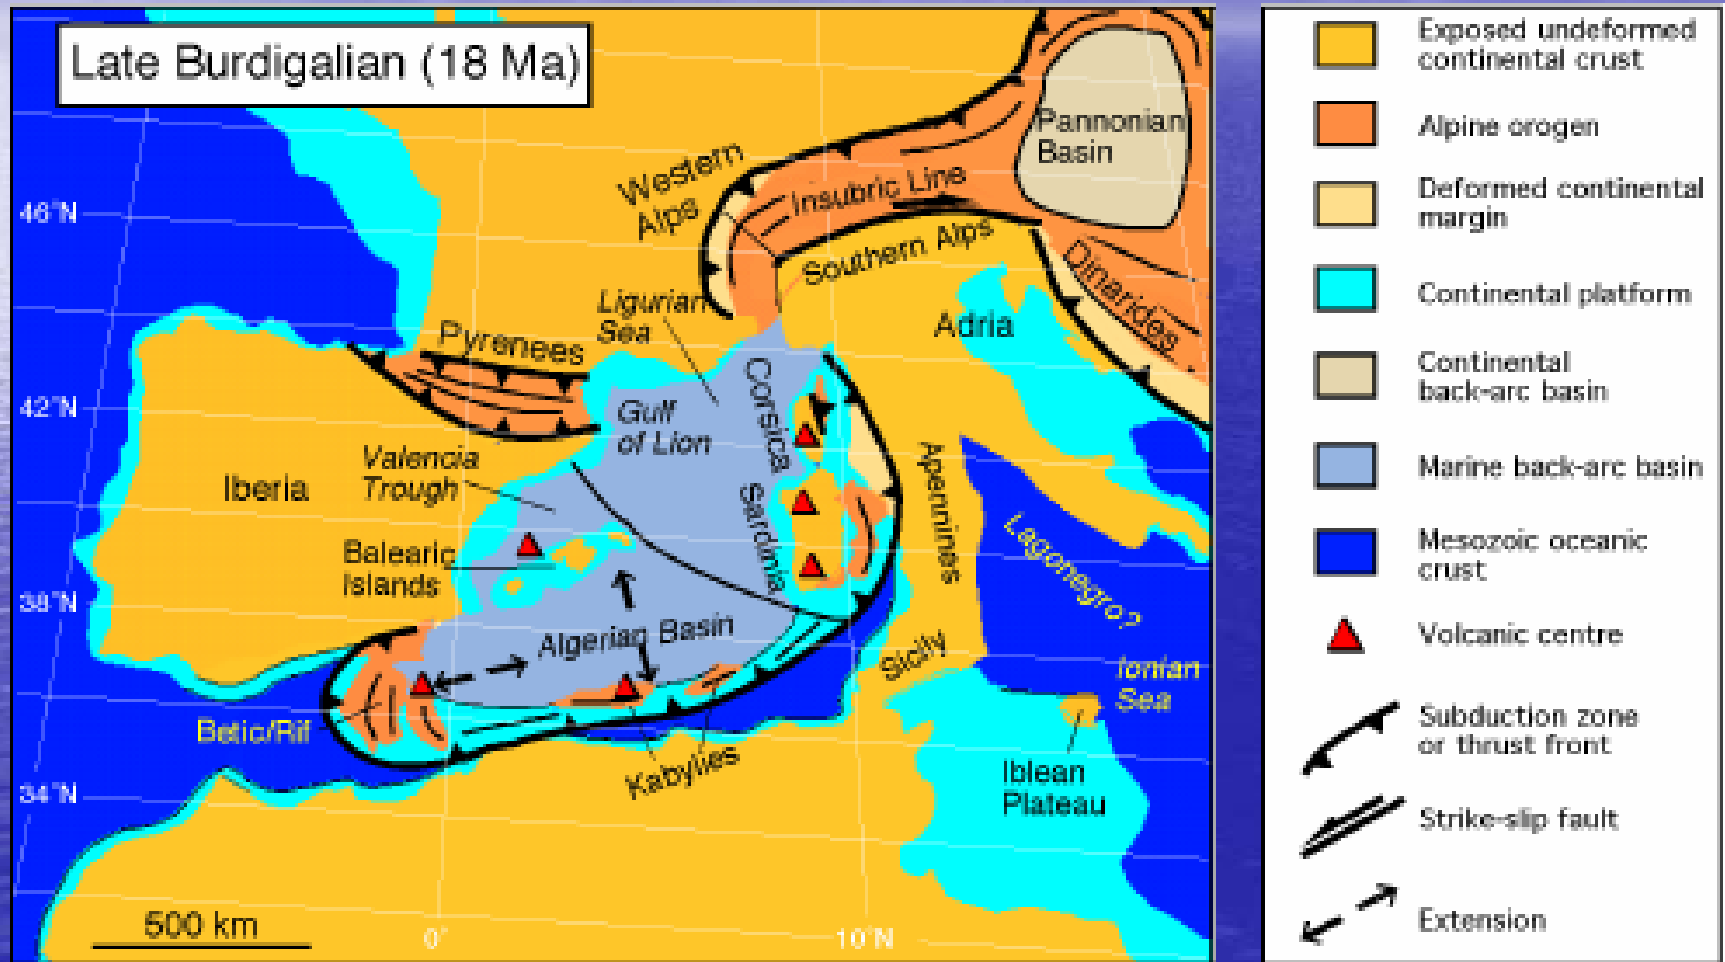 Late Burdigalian (18 Ma)
46°N
42°N
38°N
34°N
Western
Alps
Insubric Line
Pannonian
Basin
Southern Alps
Dinarides
Ligurian
Sea
Adria
Pyrenees
Corsica
Gulf
of Lion
Valencia
Trough
Iberia
Apennines
Sardinia
Lagonegro?
Balearic
Islands
Algerian Basin
Sicily
Ionian
Sea
Betic/Rif
Kabylies
Iblean
Plateau
500 km
0°
10°N
Exposed undeformed
continental crust
Alpine orogen
Deformed continental
margin
Continental platform
Continental
back-arc basin
Marine back-arc basin
Mesozoic oceanic
crust
Volcanic centre
Subduction zone
or thrust front
Strike-slip fault
Extension